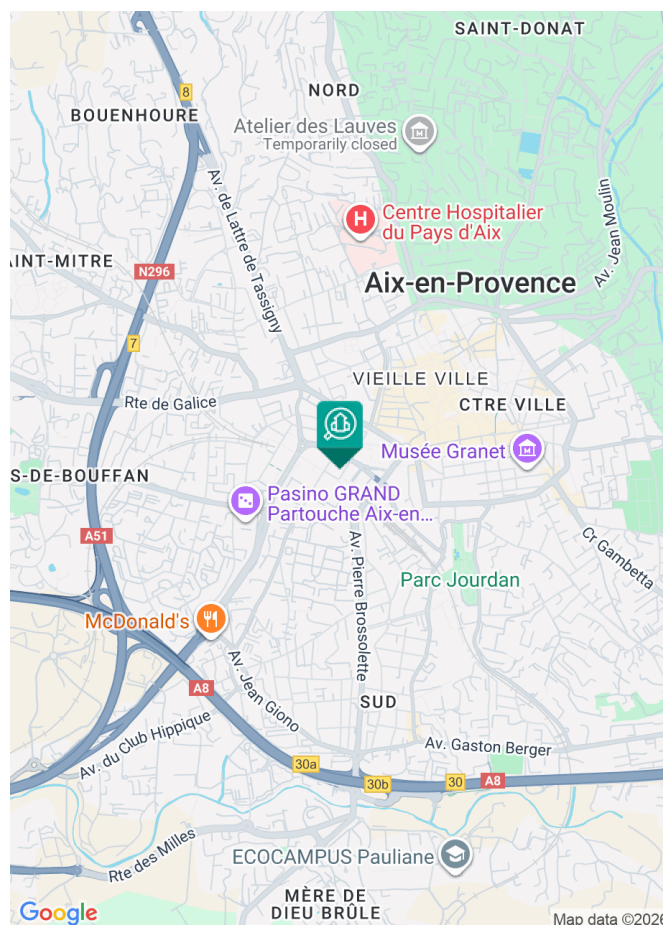 SAINT-DONAT
NORD
8
BOUENHOURE
Atelier des Lauves
Temporarily closed
Av. de Lattre de Tassigny
Av. Jean Moulin
H
Centre Hospitalier
du Pays d'Aix
AINT-MITRE
N296
Aix-en-Provence
7
VIEILLE VILLE
Rte de Galice
CTRE VILLE
Musée Granet
S-DE-BOUFFAN
Pasino GRAND
Partouche Aix-en...
A51
Av. Pierre Brossolette
Cr Gambetta
Parc Jourdan
McDonald's
Av. Jean Giono
A8
SUD
Av. du Club Hippique
Av. Gaston Berger
30a
30b
30
A8
Rte des Milles
ECOCAMPUS Pauliane
MÈRE DE
DIEU BRÛLE
Google
Map data ©2026